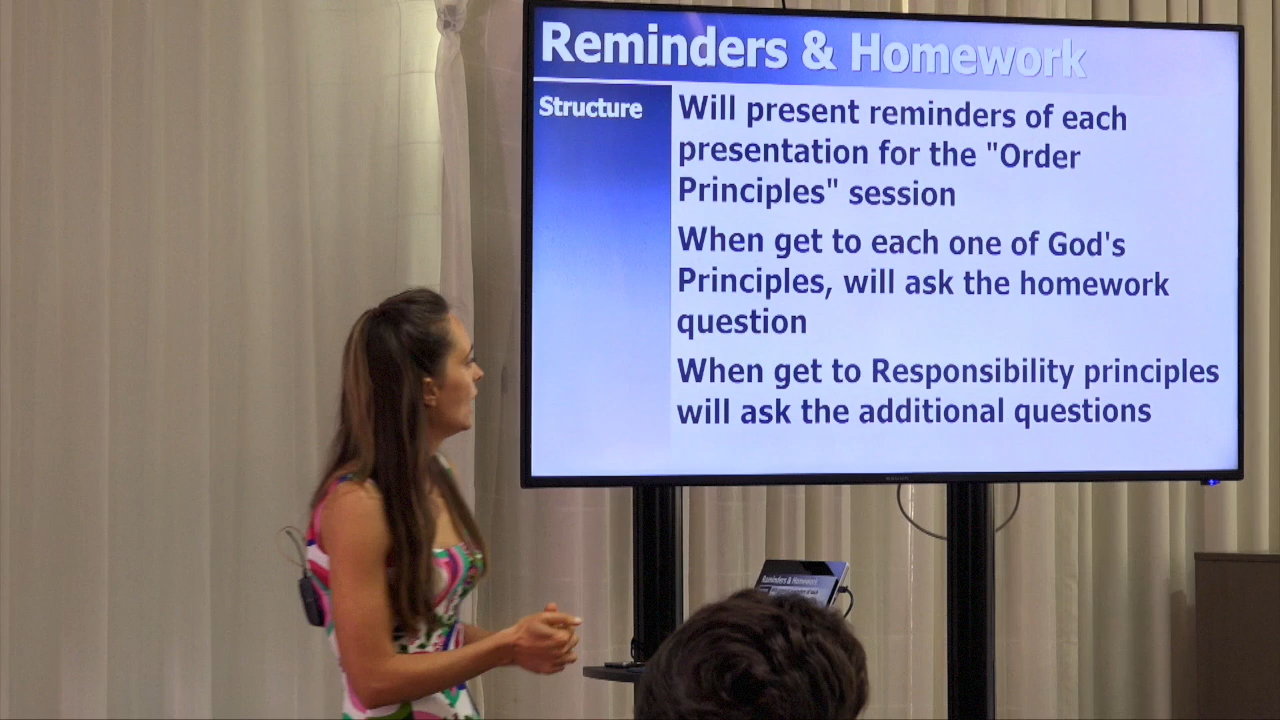 Reminders & Homework
Structure
Will present reminders of each
presentation for the "Order
Principles" session
When get to each one of God's
Principles, will ask the homework
question
When get to Responsibility principles
will ask the additional questions
Reminders & Homework